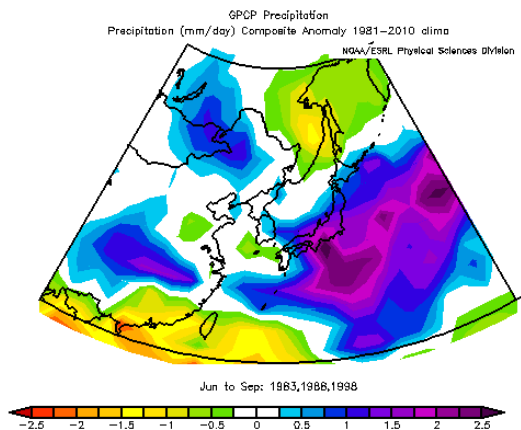 GPCP Precipitation
Precipitation (mm/day) Composite Anomaly 1981-2010 clima
NOAA/ESRL Physical Sciences Division
Jun to Sep: 1983,1988,1998
-2.5 -2 -1.5 -1 -0.5 0 0.5 1 1.5 2 2.5